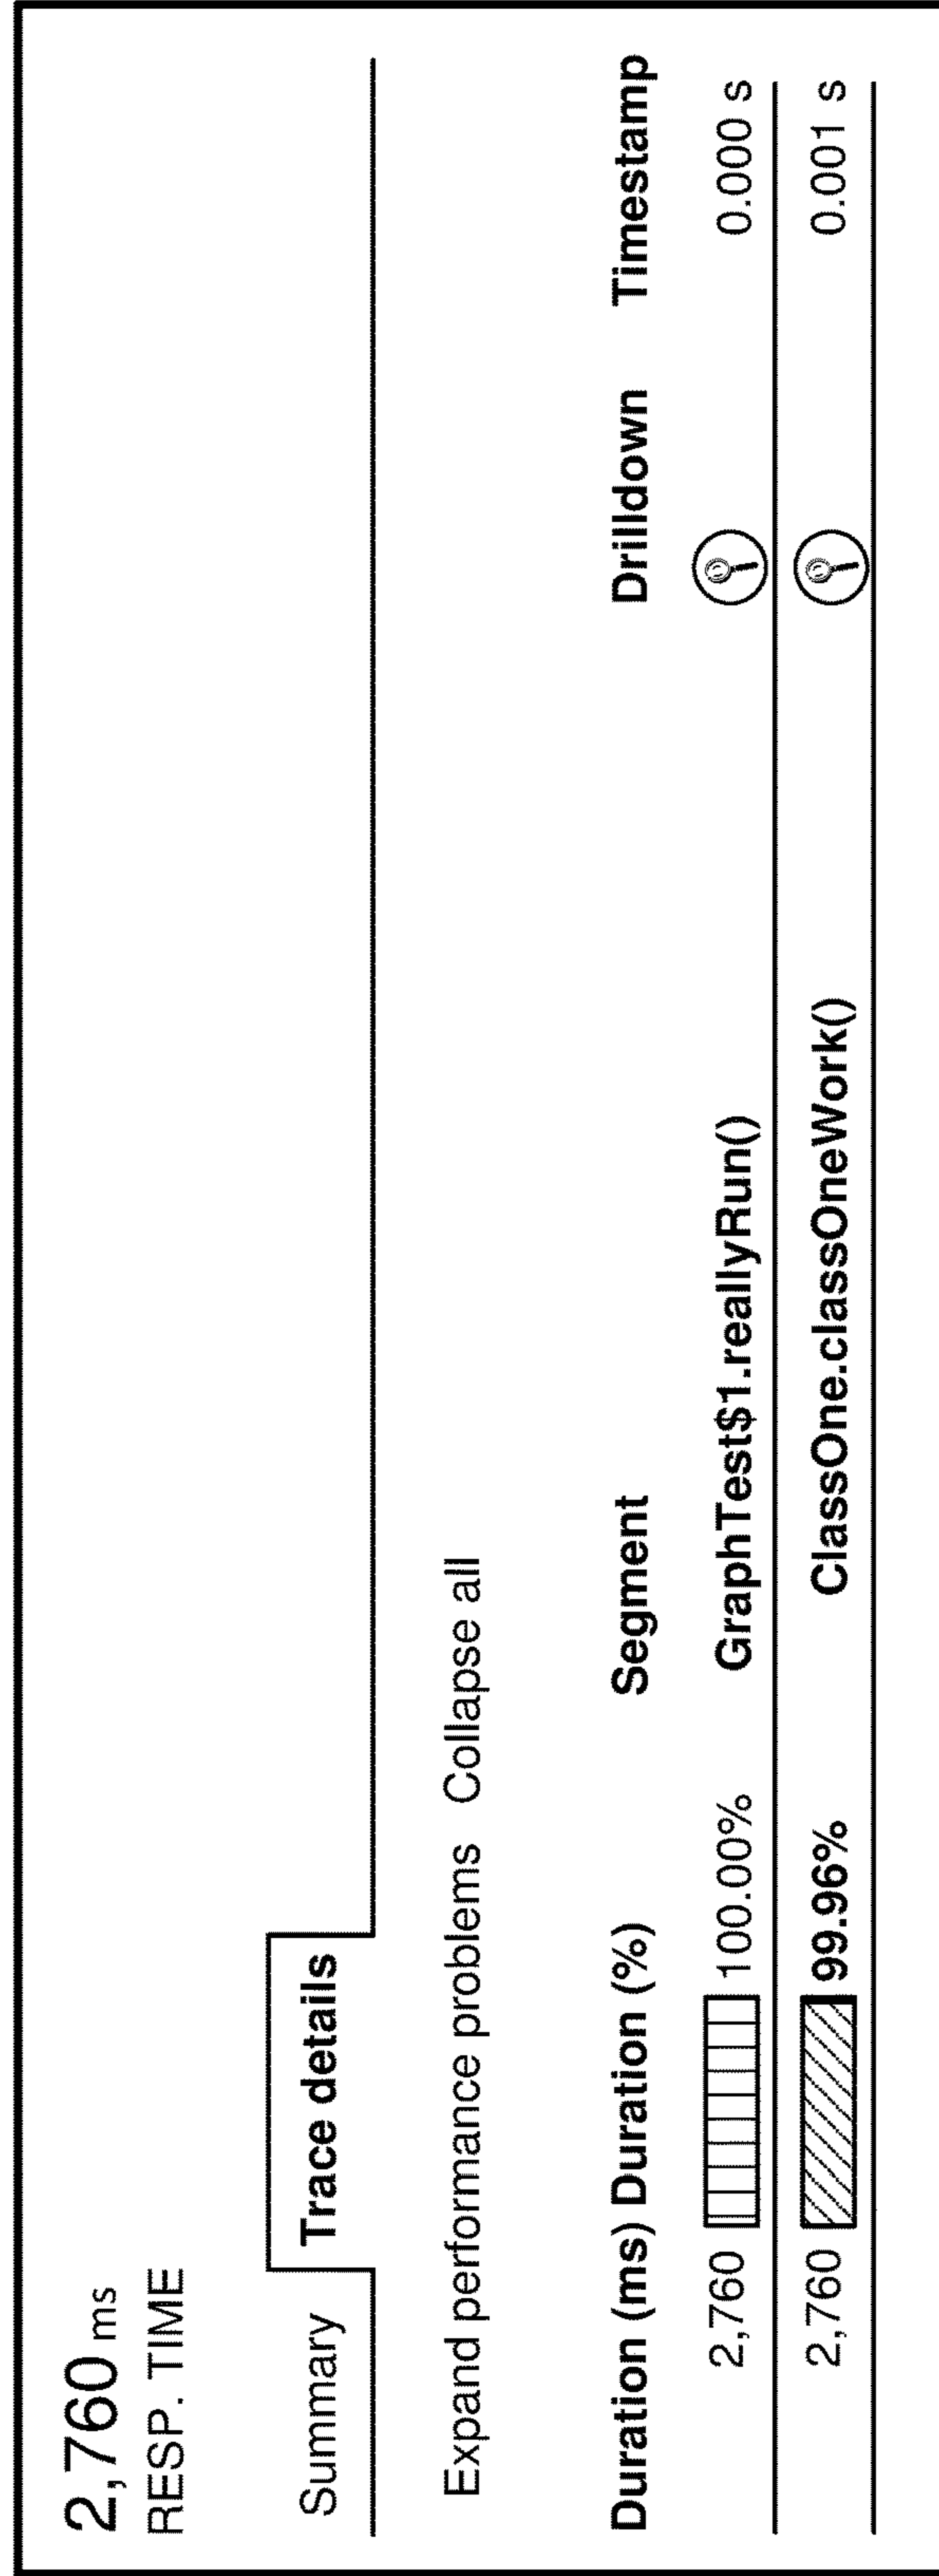 2,760 ms
RESP. TIME
Summary Trace details
Expand performance problems Collapse all
Duration (ms) Duration (%) Segment Drilldown Timestamp
2,760 100.00% GraphTest$1.reallyRun() 0.000 s
2,760 99.96% ClassOne.classOneWork() 0.001 s